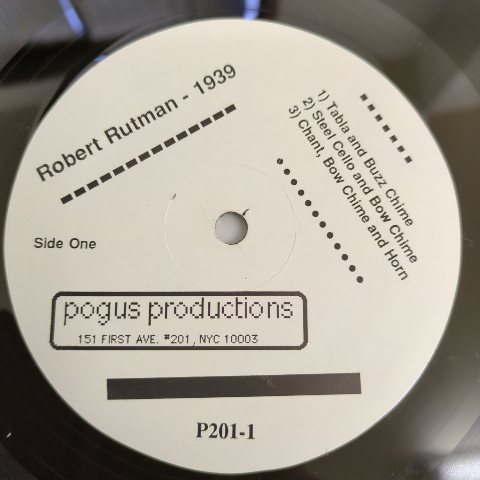 Robert Rutman - 1939
1) Tabla and Buzz Chime
2) Steel Cello and Bow Chime
3) Chant, Bow Chime and Horn
Side One
pogus productions
151 FIRST AVE. #201, NYC 10003
P201-1